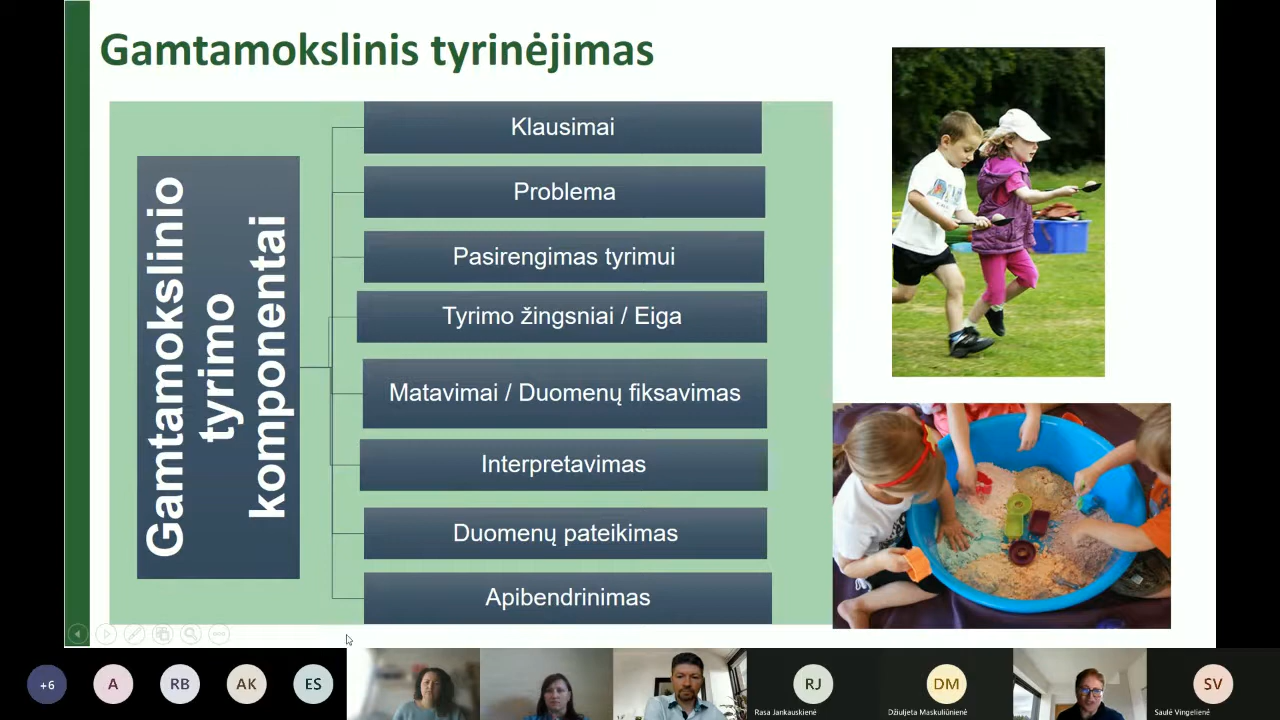 Gamtamokslinis tyrinėjimas
Gamtamokslinio
tyrimo
komponentai
Klausimai
Problema
Pasirengimas tyrimui
Tyrimo žingsniai / Eiga
Matavimai / Duomenų fiksavimas
Interpretavimas
Duomenų pateikimas
Apibendrinimas
+6
A
RB
AK
ES
RJ
Rasa Jankauskienė
DM
Džiuljeta Maskuliūnienė
SV
Saulė Vingelienė